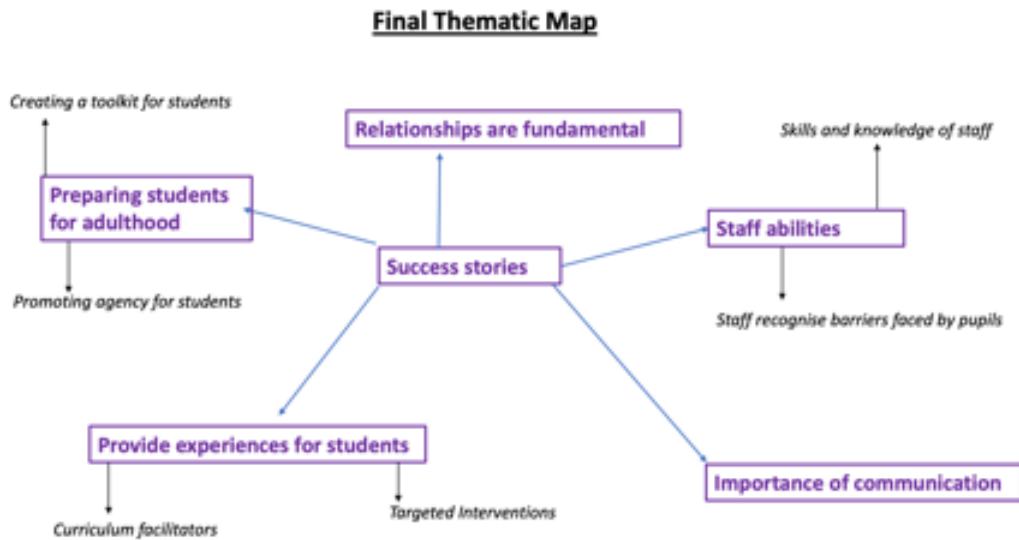 Final Thematic Map
Creating a toolkit for students
Relationships are fundamental
Skills and knowledge of staff
Preparing students
for adulthood
Staff abilities
Success stories
Promoting agency for students
Staff recognise barriers faced by pupils
Provide experiences for students
Importance of communication
Targeted Interventions
Curriculum facilitators